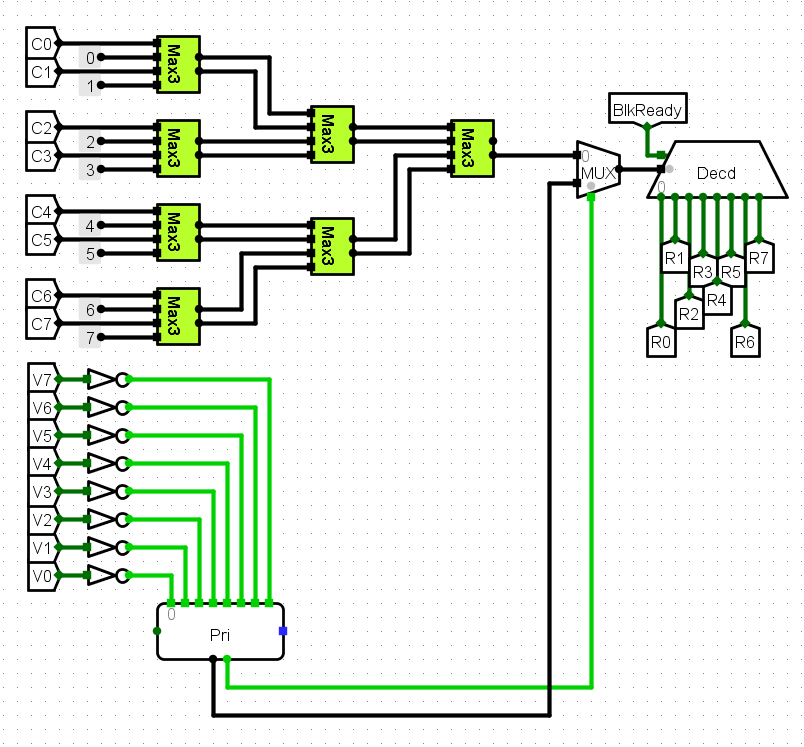 C0
0
C1
1
Max3
C2
2
C3
3
Max3
Max3
Max3
BlkReady
0
MUX
Decd
0
C4
4
C5
5
Max3
Max3
R1
R7
R3
R5
R4
R2
R0
R6
C6
6
C7
7
Max3
V7
V6
V5
V4
V3
V2
V1
V0
0
Pri